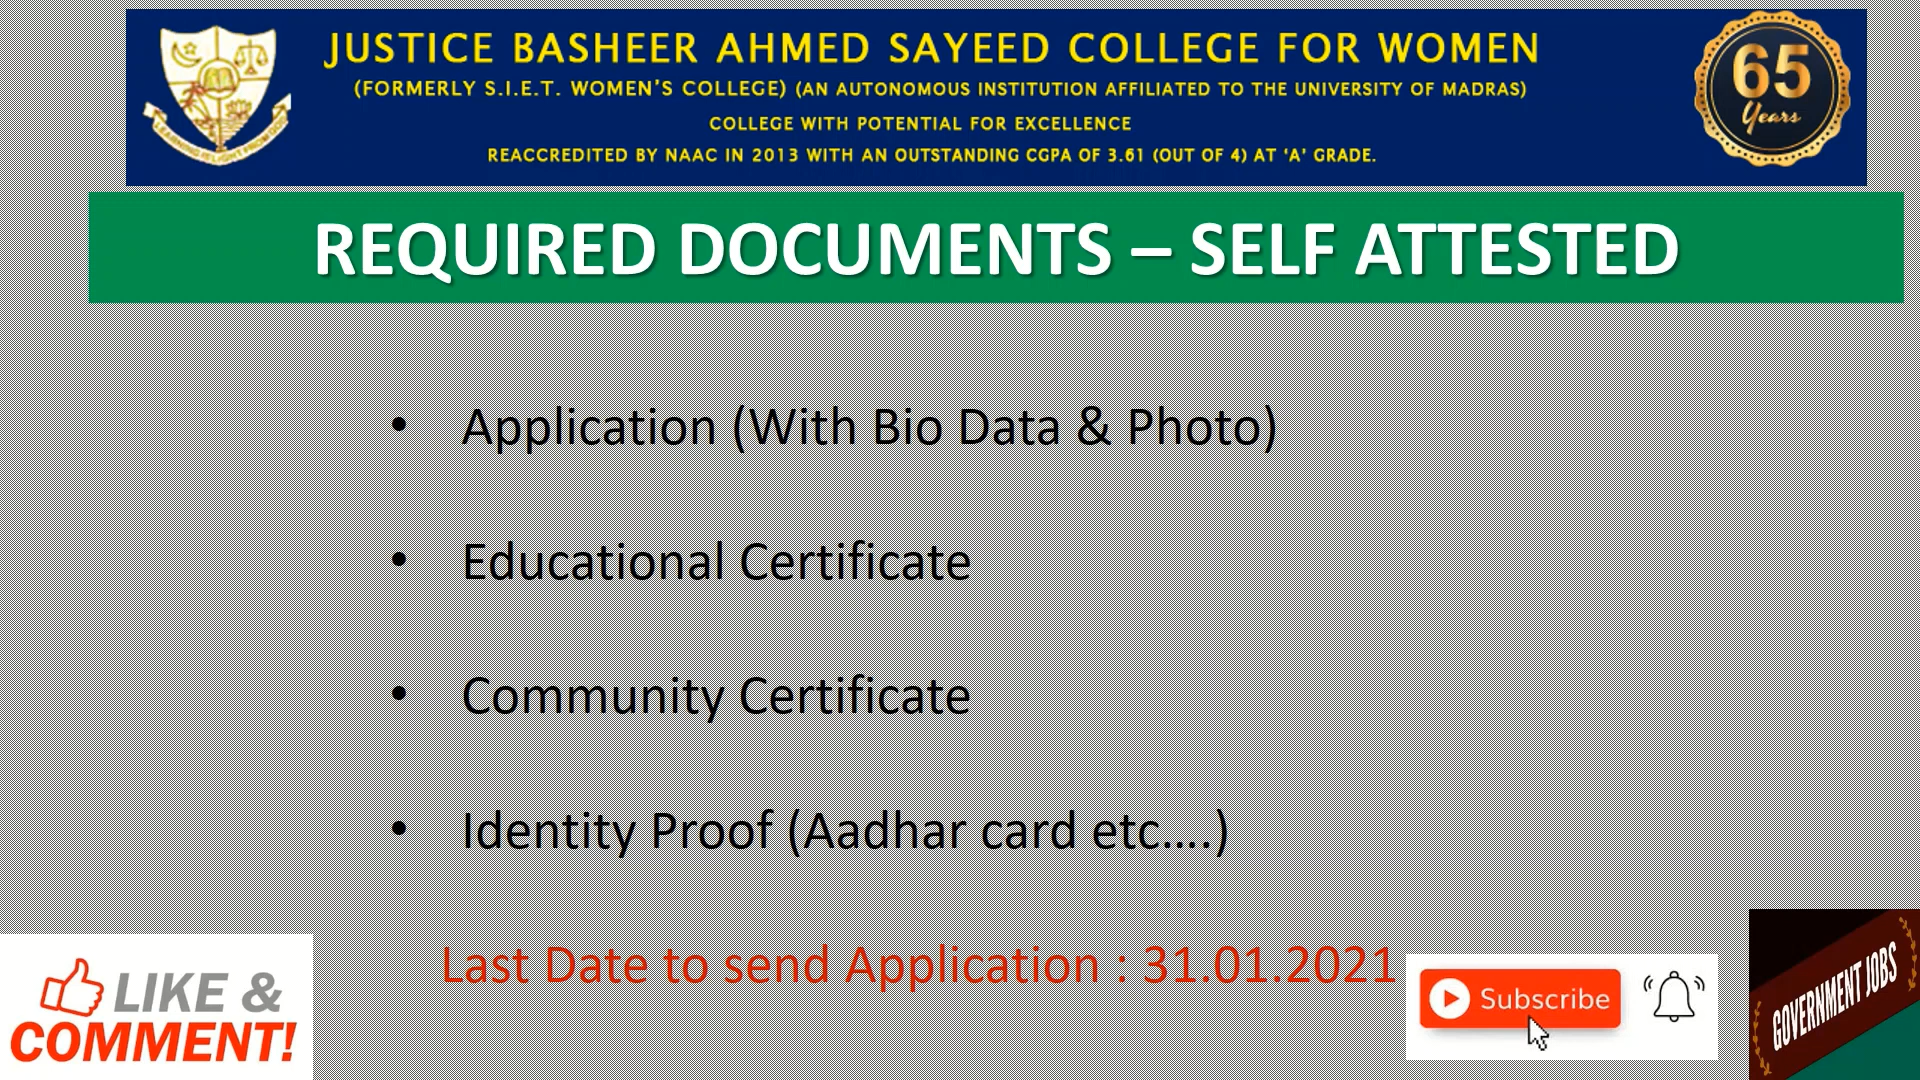 JUSTICE BASHEER AHMED SAYEED COLLEGE FOR WOMEN
(FORMERLY S.I.E.T. WOMEN'S COLLEGE) (AN AUTONOMOUS INSTITUTION AFFILIATED TO THE UNIVERSITY OF MADRAS)
COLLEGE WITH POTENTIAL FOR EXCELLENCE
REACCREDITED BY NAAC IN 2013 WITH AN OUTSTANDING CGPA OF 3.61 (OUT OF 4) AT ‘A’ GRADE.
65
Years
REQUIRED DOCUMENTS – SELF ATTESTED
• Application (With Bio Data & Photo)
• Educational Certificate
• Community Certificate
• Identity Proof (Aadhar card etc....)
Last Date to send Application : 31.01.2021
LIKE &
COMMENT!
Subscribe
GOVERNMENT JOBS